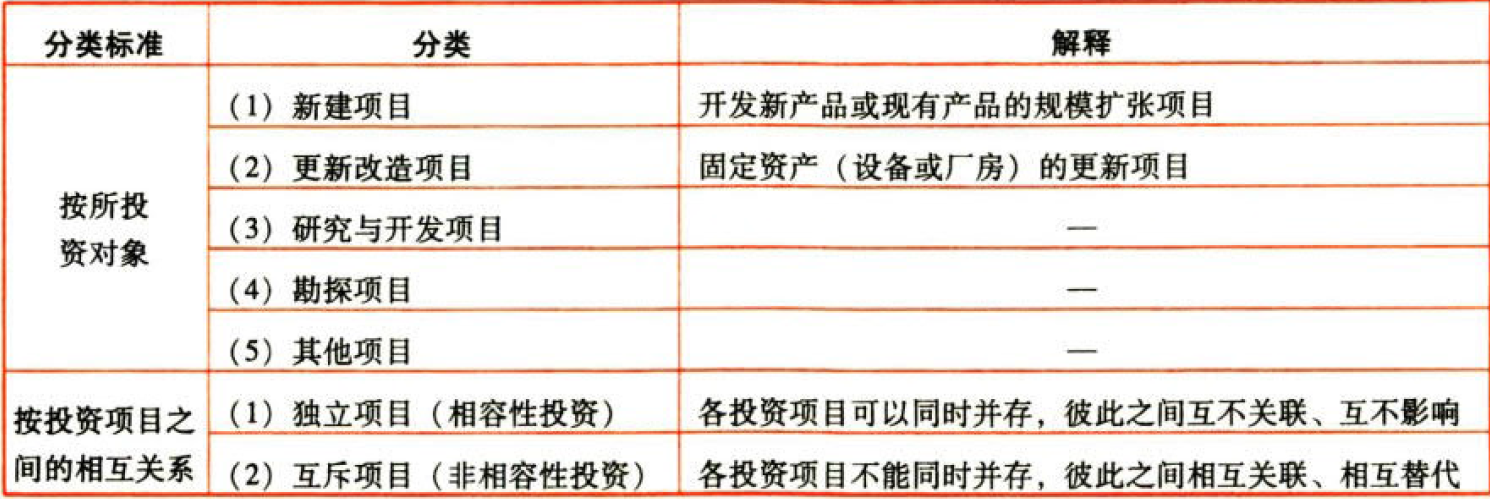 分类标准 分类 解释
(1) 新建项目 开发新产品或现有产品的规模扩张项目
(2) 更新改造项目 固定资产（设备或厂房）的更新项目
按所投
资对象
(3) 研究与开发项目 —
(4) 勘探项目 —
(5) 其他项目 —
按投资项目之
间的相互关系
(1) 独立项目（相容性投资） 各投资项目可以同时并存，彼此之间互不关联、互不影响
(2) 互斥项目（非相容性投资） 各投资项目不能同时并存，彼此之间相互关联、相互替代